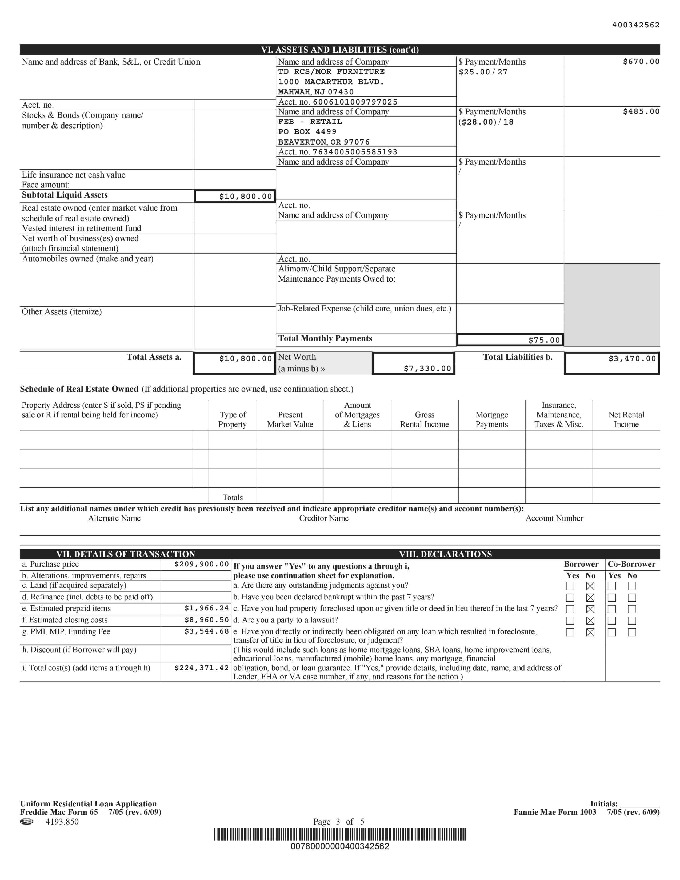 400342562
VI. ASSETS AND LIABILITIES (cont'd)
Name and address of Bank, S&L, or Credit Union
Acct. no.
Stocks & Bonds (Company name/
number & description)
Life insurance net cash value
Face amount:
Subtotal Liquid Assets $10,800.00
Real estate owned (enter market value from
schedule of real estate owned)
Vested interest in retirement fund
Net worth of business(es) owned
(attach financial statement)
Automobiles owned (make and year)
Other Assets (itemize)
Total Assets a. $10,800.00
Name and address of Company $ Payment/Months $670.00
TD RCS/MOR FURNITURE $25.00/27
1000 MACARTHUR BLVD.
MAHWAH, NJ 07430
Acct. no. 6006101009797025
Name and address of Company $ Payment/Months $485.00
FEB - RETAIL ($28.00)/18
PO BOX 4499
BEAVERTON, OR 97076
Acct. no. 7634005005585193
Name and address of Company $ Payment/Months
/
Acct. no.
Name and address of Company $ Payment/Months
/
Acct. no.
Alimony/Child Support/Separate
Maintenance Payments Owed to:
Job-Related Expense (child care, union dues, etc.)
Total Monthly Payments $75.00
Net Worth
(a minus b) » $7,330.00
Total Liabilities b. $3,470.00
Schedule of Real Estate Owned (If additional properties are owned, use continuation sheet.)
Property Address (enter S if sold, PS if pending
sale or R if rental being held for income)
Type of
Property
Present
Market Value
Amount
of Mortgages
& Liens
Gross
Rental Income
Mortgage
Payments
Insurance,
Maintenance,
Taxes & Misc.
Net Rental
Income
Totals
List any additional names under which credit has previously been received and indicate appropriate creditor name(s) and account number(s):
Alternate Name Creditor Name Account Number
VII. DETAILS OF TRANSACTION
a. Purchase price $209,900.00
b. Alterations, improvements, repairs
c. Land (if acquired separately)
d. Refinance (incl. debts to be paid off)
e. Estimated prepaid items $1,966.24
f. Estimated closing costs $8,960.50
g. PMI, MIP, Funding Fee $3,544.68
h. Discount (if Borrower will pay)
i. Total cost(s) (add items a through h) $224,371.42
VIII. DECLARATIONS
If you answer "Yes" to any questions a through i,
please use continuation sheet for explanation.
Borrower Co-Borrower
Yes No Yes No
a. Are there any outstanding judgments against you?
b. Have you been declared bankrupt within the past 7 years?
c. Have you had property foreclosed upon or given title or deed in lieu thereof in the last 7 years?
d. Are you a party to a lawsuit?
e. Have you directly or indirectly been obligated on any loan which resulted in foreclosure,
transfer of title in lieu of foreclosure, or judgment?
(This would include such loans as home mortgage loans, SBA loans, home improvement loans,
educational loans, manufactured (mobile) home loans, any mortgage, financial
obligation, bond, or loan guarantee. If "Yes," provide details, including date, name, and address of
Lender, FHA or VA case number, if any, and reasons for the action.)
Uniform Residential Loan Application
Freddie Mac Form 65 7/05 (rev. 6/09)
4193.850
Page 3 of 5
Initials:
Fannie Mae Form 1003 7/05 (rev. 6/09)
00760000000400342562